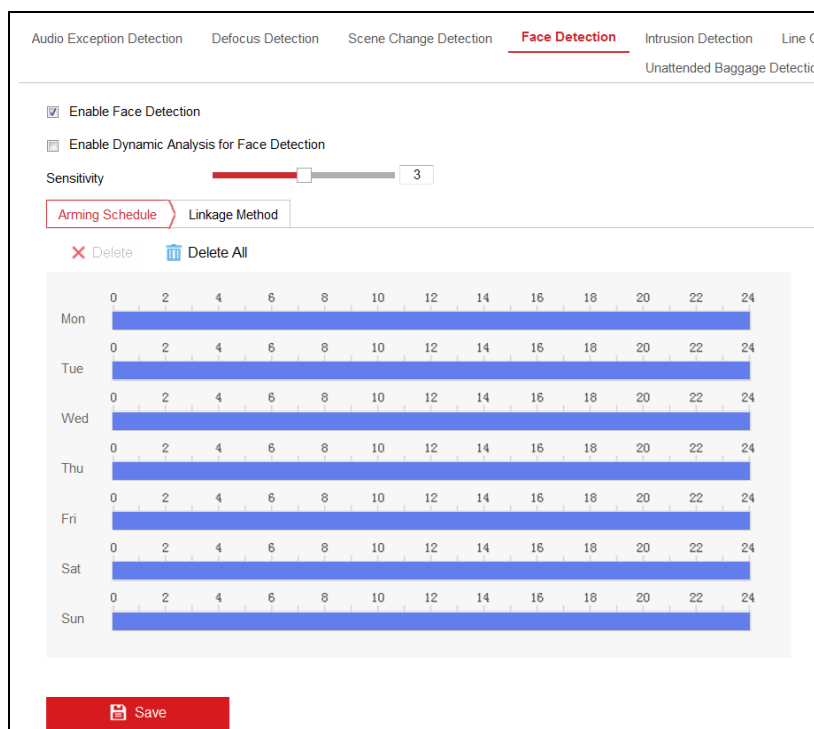 Audio Exception Detection Defocus Detection Scene Change Detection Face Detection Intrusion Detection Line
Unattended Baggage
Enable Face Detection
Enable Dynamic Analysis for Face Detection
Sensitivity 3
Arming Schedule Linkage Method
Delete Delete All
0 2 4 6 8 10 12 14 16 18 20 22 24
Mon
0 2 4 6 8 10 12 14 16 18 20 22 24
Tue
0 2 4 6 8 10 12 14 16 18 20 22 24
Wed
0 2 4 6 8 10 12 14 16 18 20 22 24
Thu
0 2 4 6 8 10 12 14 16 18 20 22 24
Fri
0 2 4 6 8 10 12 14 16 18 20 22 24
Sat
0 2 4 6 8 10 12 14 16 18 20 22 24
Sun
Save